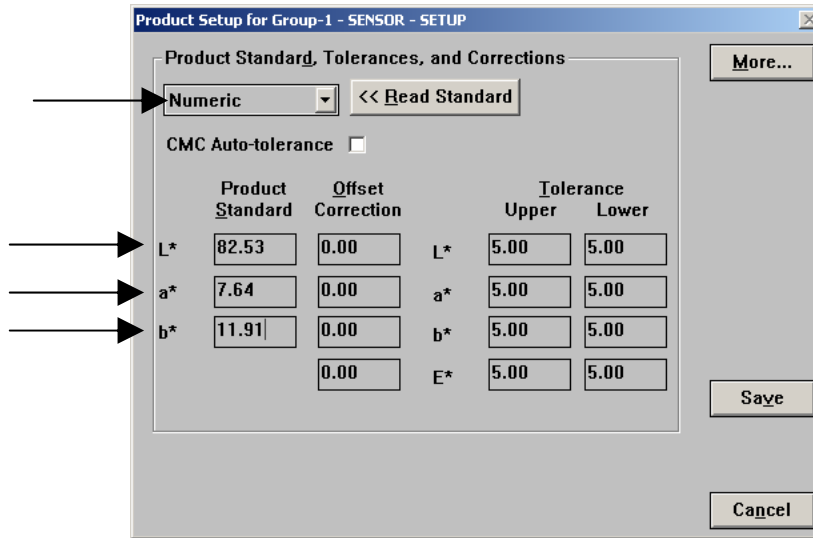 Product Setup for Group-1 - SENSOR - SETUP
Product Standard, Tolerances, and Corrections
More...
Numeric
<< Read Standard
CMC Auto-tolerance
Product Offset Tolerance
Standard Correction Upper Lower
L* 82.53 0.00 L* 5.00 5.00
a* 7.64 0.00 a* 5.00 5.00
b* 11.91 0.00 b* 5.00 5.00
0.00 E* 5.00 5.00
Save
Cancel